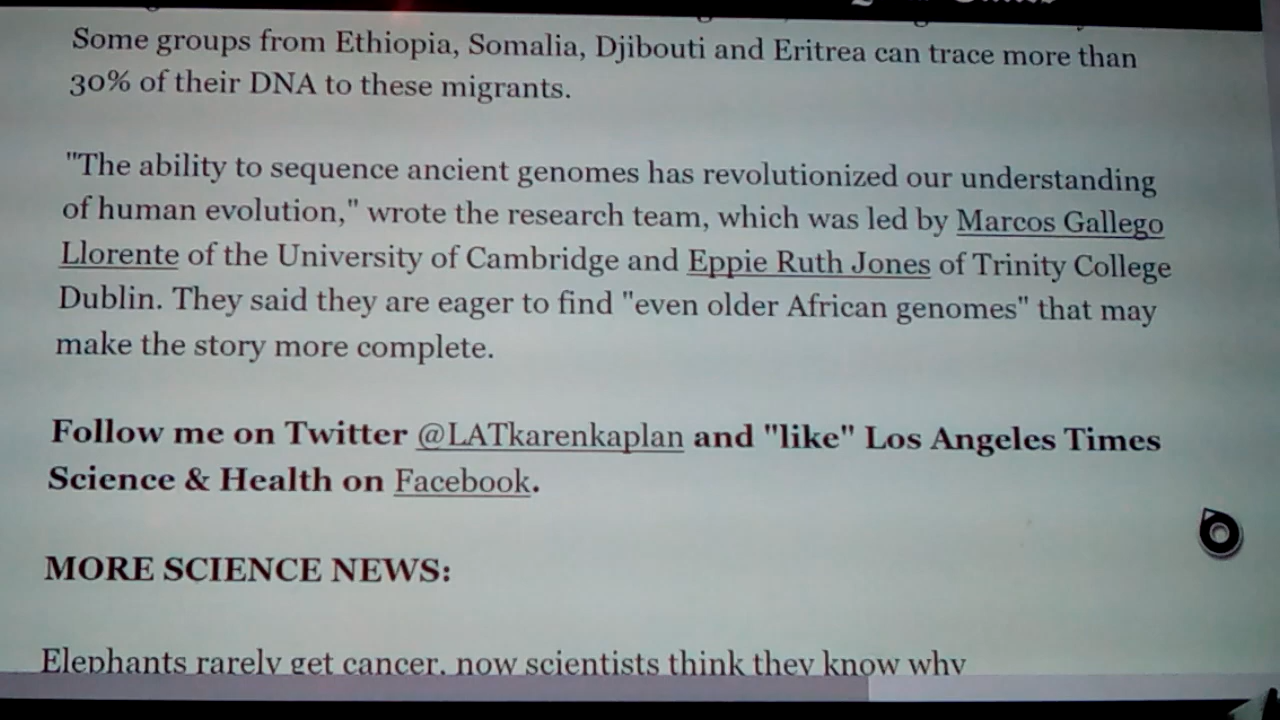 Some groups from Ethiopia, Somalia, Djibouti and Eritrea can trace more than
30% of their DNA to these migrants.
"The ability to sequence ancient genomes has revolutionized our understanding
of human evolution," wrote the research team, which was led by Marcos Gallego
Llorente of the University of Cambridge and Eppie Ruth Jones of Trinity College
Dublin. They said they are eager to find "even older African genomes" that may
make the story more complete.
Follow me on Twitter @LATkarenkaplan and "like" Los Angeles Times
Science & Health on Facebook.
MORE SCIENCE NEWS:
Elephants rarely get cancer, now scientists think they know why